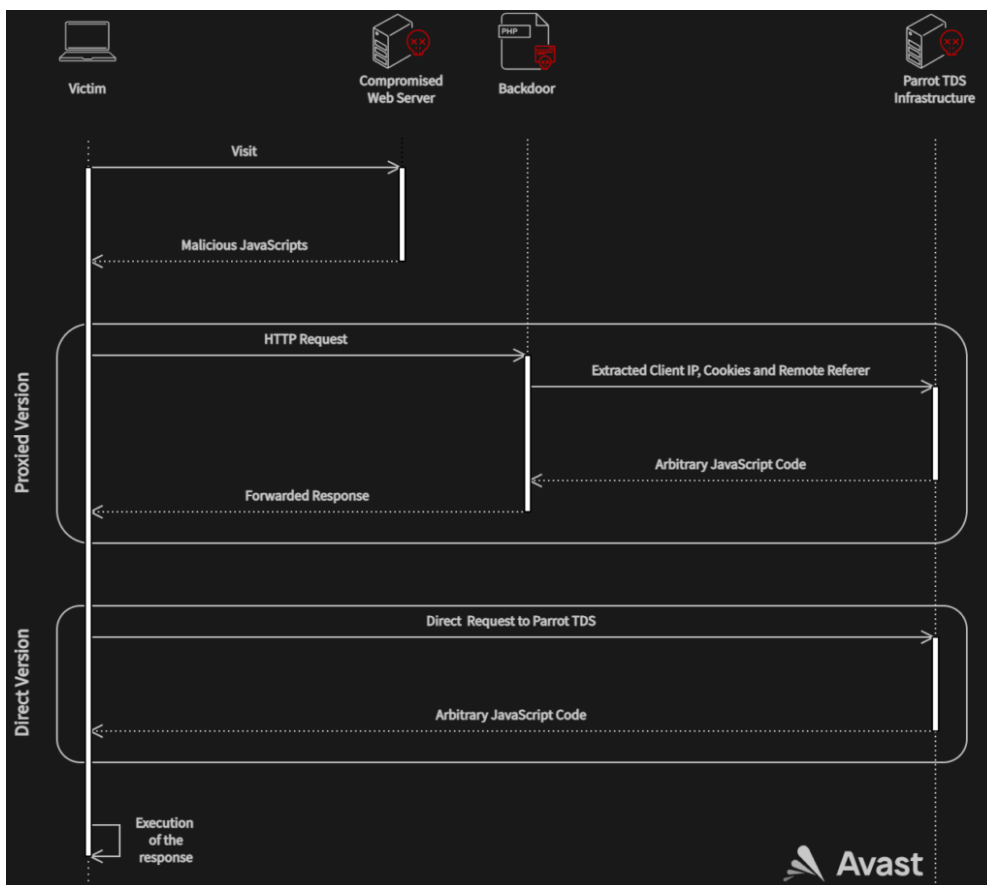 PHP
Victim
Compromised
Web Server
Backdoor
Parrot TDS
Infrastructure
Visit
Malicious JavaScripts
Proxied Version
HTTP Request
Extracted Client IP, Cookies and Remote Referer
Arbitrary JavaScript Code
Forwarded Response
Direct Version
Direct Request to Parrot TDS
Arbitrary JavaScript Code
Execution
of the
response
Avast